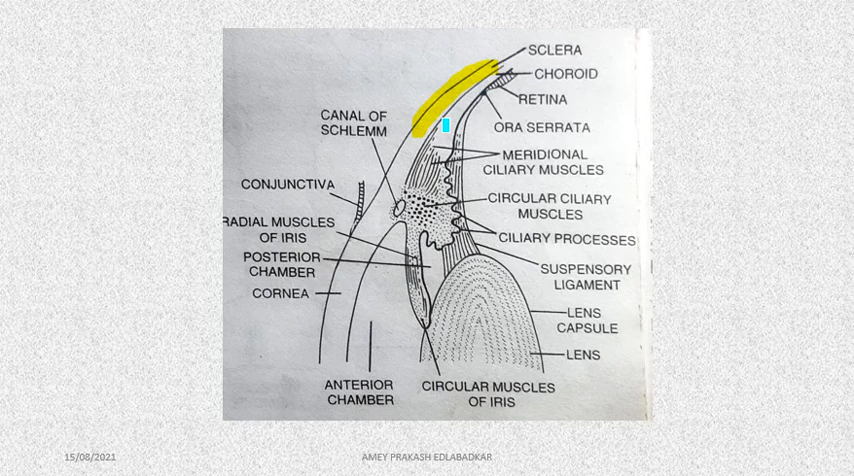 SCLERA
CHOROID
RETINA
ORA SERRATA
MERIDIONAL
CILIARY MUSCLES
CIRCULAR CILIARY
MUSCLES
CILIARY PROCESSES
SUSPENSORY
LIGAMENT
LENS
CAPSULE
LENS
CANAL OF
SCHLEMM
CONJUNCTIVA
RADIAL MUSCLES
OF IRIS
POSTERIOR
CHAMBER
CORNEA
ANTERIOR
CHAMBER
CIRCULAR MUSCLES
OF IRIS
15/08/2021
AMEY PRAKASH EDLABADKAR